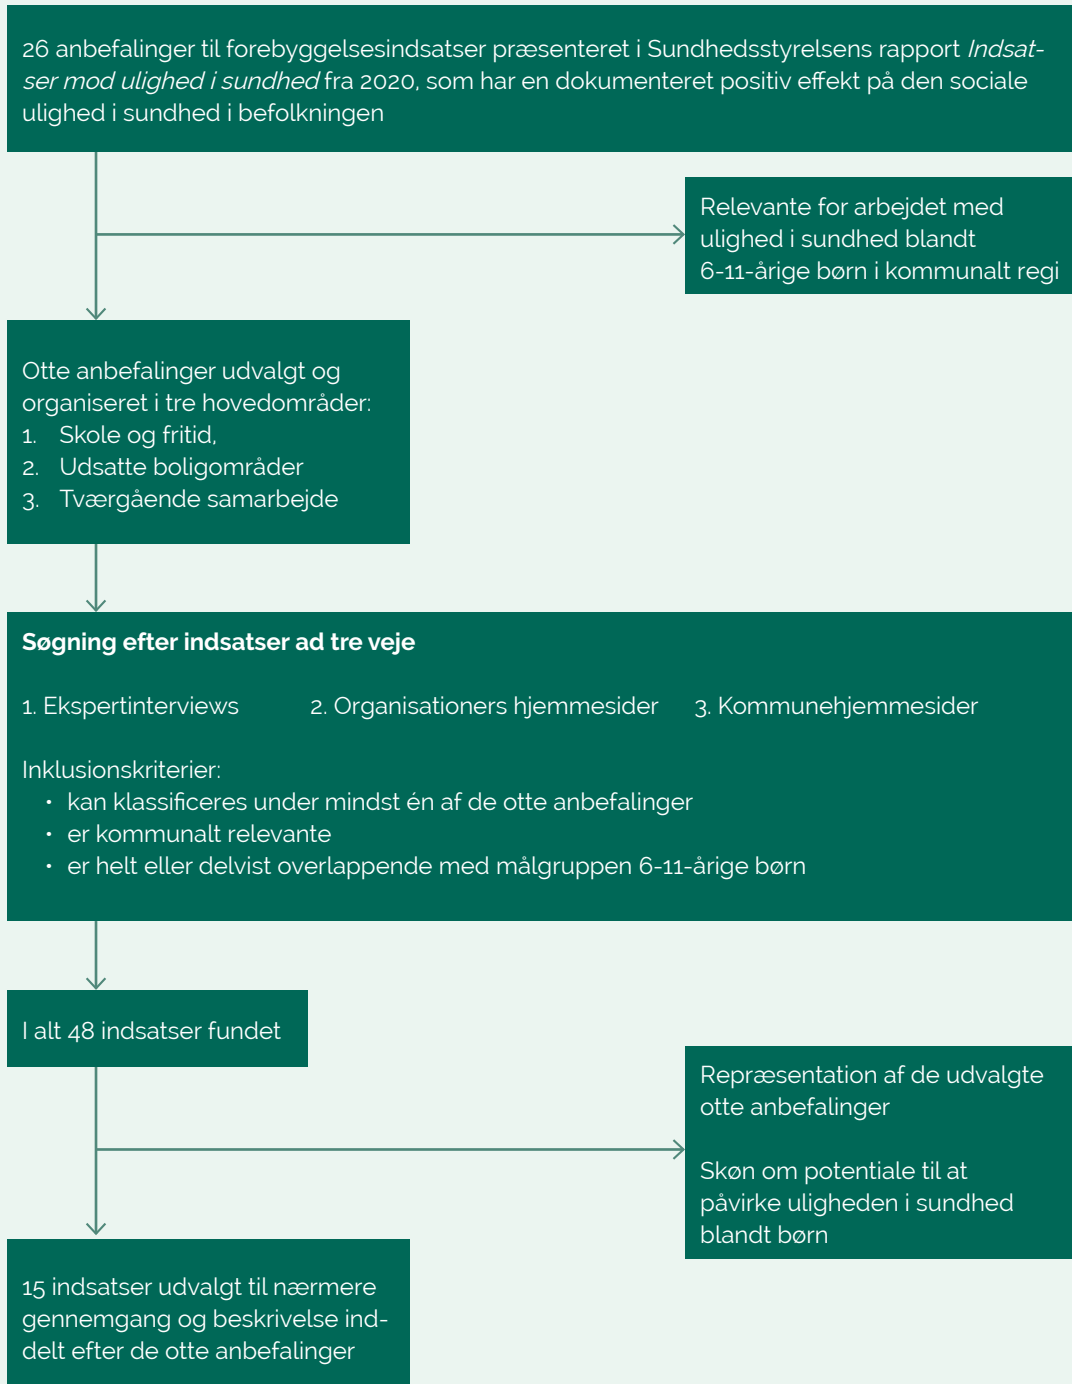 26 anbefalinger til forebyggelsesindsatser præsenteret i Sundhedsstyrelsens rapport Indsat-
ser mod ulighed i sundhed fra 2020, som har en dokumenteret positiv effekt på den sociale
ulighed i sundhed i befolkningen
Relevante for arbejdet med
ulighed i sundhed blandt
6-11-årige børn i kommunalt regi
Otte anbefalinger udvalgt og
organiseret i tre hovedområder:
1. Skole og fritid,
2. Udsatte boligområder
3. Tværgående samarbejde
Søgning efter indsatser ad tre veje
1. Ekspertinterviews 2. Organisationers hjemmesider 3. Kommunehjemmesider
Inklusionskriterier:
• kan klassificeres under mindst én af de otte anbefalinger
• er kommunalt relevante
• er helt eller delvist overlappende med målgruppen 6-11-årige børn
I alt 48 indsatser fundet
Repræsentation af de udvalgte
otte anbefalinger
Skøn om potentiale til at
påvirke uligheden i sundhed
blandt børn
15 indsatser udvalgt til nærmere
gennemgang og beskrivelse ind-
delt efter de otte anbefalinger